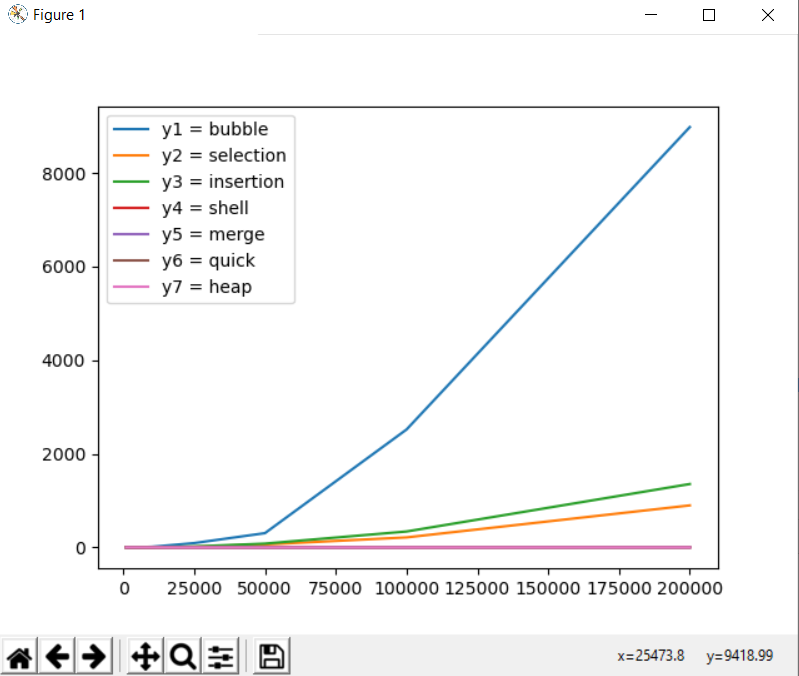 Figure 1
y1 = bubble
y2 = selection
y3 = insertion
y4 = shell
y5 = merge
y6 = quick
y7 = heap
8000
6000
4000
2000
0
0 25000 50000 75000 100000 125000 150000 175000 200000
x=25473.8 y=9418.99